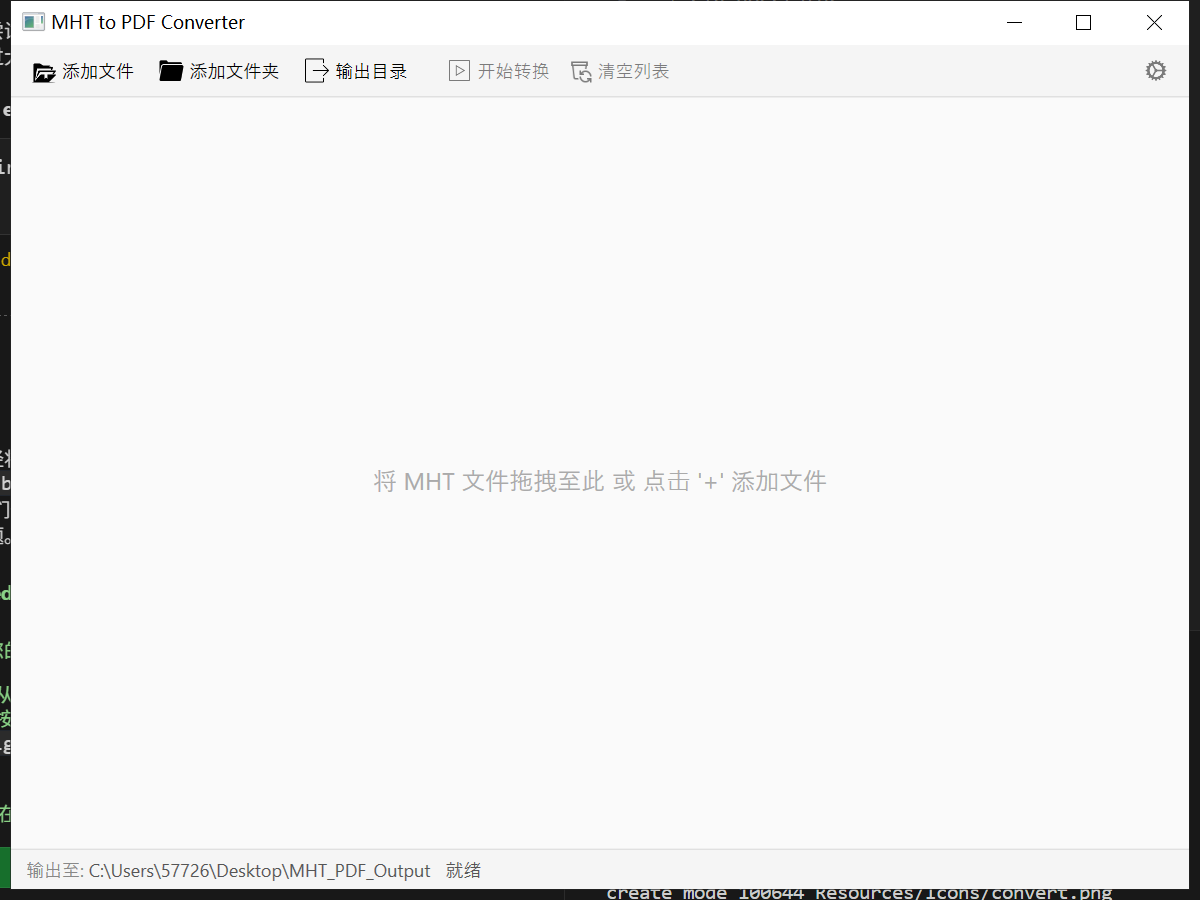 MHT to PDF Converter
添加文件 添加文件夹 输出目录 开始转换 清空列表
将 MHT 文件拖拽至此 或 点击 '+' 添加文件
输出至: C:\Users\57726\Desktop\MHT_PDF_Output 就绪
create mode 100644 Resources/Icons/convert.png